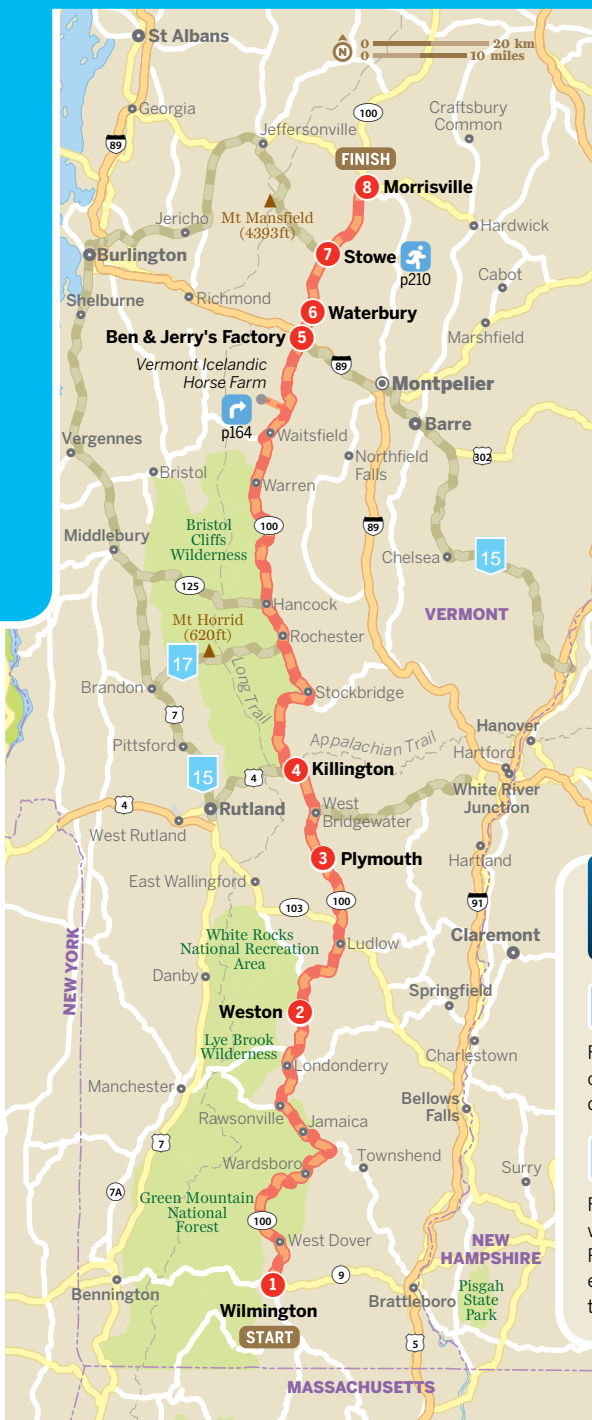 St Albans
N
0 20 km
0 10 miles
Georgia
100
Craftsbury
Common
89
Jeffersonville
FINISH
8 Morrisville
Mt Mansfield
(4393ft)
Jericho
Hardwick
Burlington
7 Stowe
p210
Cabot
Richmond
Shelburne
6 Waterbury
Ben & Jerry's Factory 5
Marshfield
Vermont Icelandic
Horse Farm
89
Montpelier
p164
Barre
Waitsfield
Vergennes
Northfield
Falls
302
Bristol
Warren
Bristol
Cliffs
Wilderness
100
89
Middlebury
Chelsea
15
125
Hancock
VERMONT
Mt Horrid
(620ft)
Rochester
17
Long Trail
Brandon
Stockbridge
7
Hanover
Pittsford
Appalachian Trail
Hartford
15
4
4 Killington
White River
Junction
4
Rutland
West
Bridgewater
West Rutland
3 Plymouth
Hartland
East Wallingford
100
91
103
White Rocks
National Recreation
Area
Ludlow
Claremont
NEW YORK
Danby
Springfield
Weston 2
Lye Brook
Wilderness
Londonderry
Charlestown
Manchester
Rawsonville
Bellows
Falls
Jamaica
7
Wardsboro
Townshend
Surry
7A
Green Mountain
National
Forest
100
West Dover
NEW
HAMPSHIRE
Bennington
1
9
Wilmington
Brattleboro
Pisgah
State
Park
START
5
MASSACHUSETTS